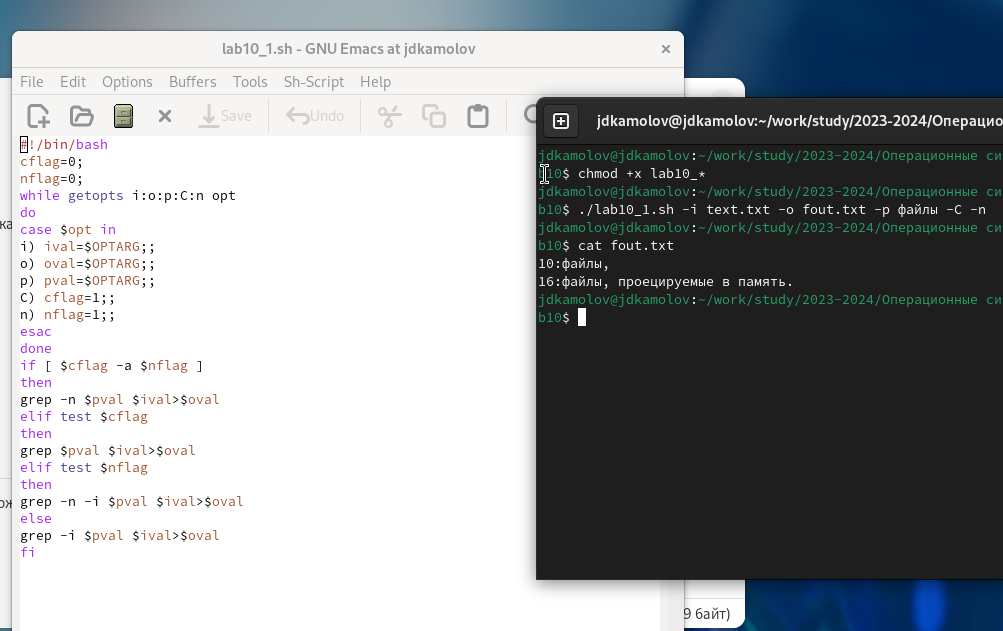 lab10_1.sh - GNU Emacs at jdkamolov
File Edit Options Buffers Tools Sh-Script Help
Save Undo
#!/bin/bash
cflag=0;
nflag=0;
while getopts i:o:p:C:n opt
do
case $opt in
i) ival=$OPTARG;;
o) oval=$OPTARG;;
p) pval=$OPTARG;;
C) cflag=1;;
n) nflag=1;;
esac
done
if [ $cflag -a $nflag ]
then
grep -n $pval $ival>$oval
elif test $cflag
then
grep $pval $ival>$oval
elif test $nflag
then
grep -n -i $pval $ival>$oval
else
grep -i $pval $ival>$oval
fi
jdkamolov@jdkamolov:~/work/study/2023-2024/Операцио
jdkamolov@jdkamolov:~/work/study/2023-2024/Операционные си
b10$ chmod +x lab10_*
jdkamolov@jdkamolov:~/work/study/2023-2024/Операционные си
b10$ ./lab10_1.sh -i text.txt -o fout.txt -p файлы -C -n
jdkamolov@jdkamolov:~/work/study/2023-2024/Операционные си
b10$ cat fout.txt
10:файлы,
16:файлы, проецируемые в память.
jdkamolov@jdkamolov:~/work/study/2023-2024/Операционные си
b10$
9 байт)